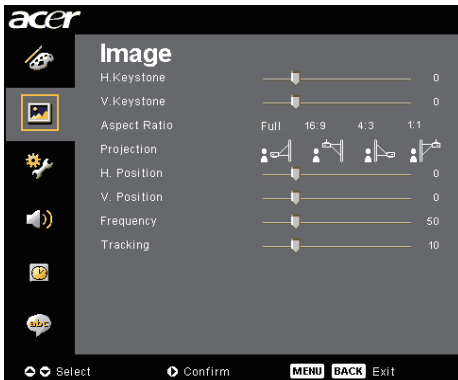 acer
Image
H.Keystone 0
V.Keystone 0
Aspect Ratio Full 16:9 4:3 1:1
Projection
H. Position 0
V. Position 0
Frequency 50
Tracking 10
abc
Select Confirm MENU BACK Exit